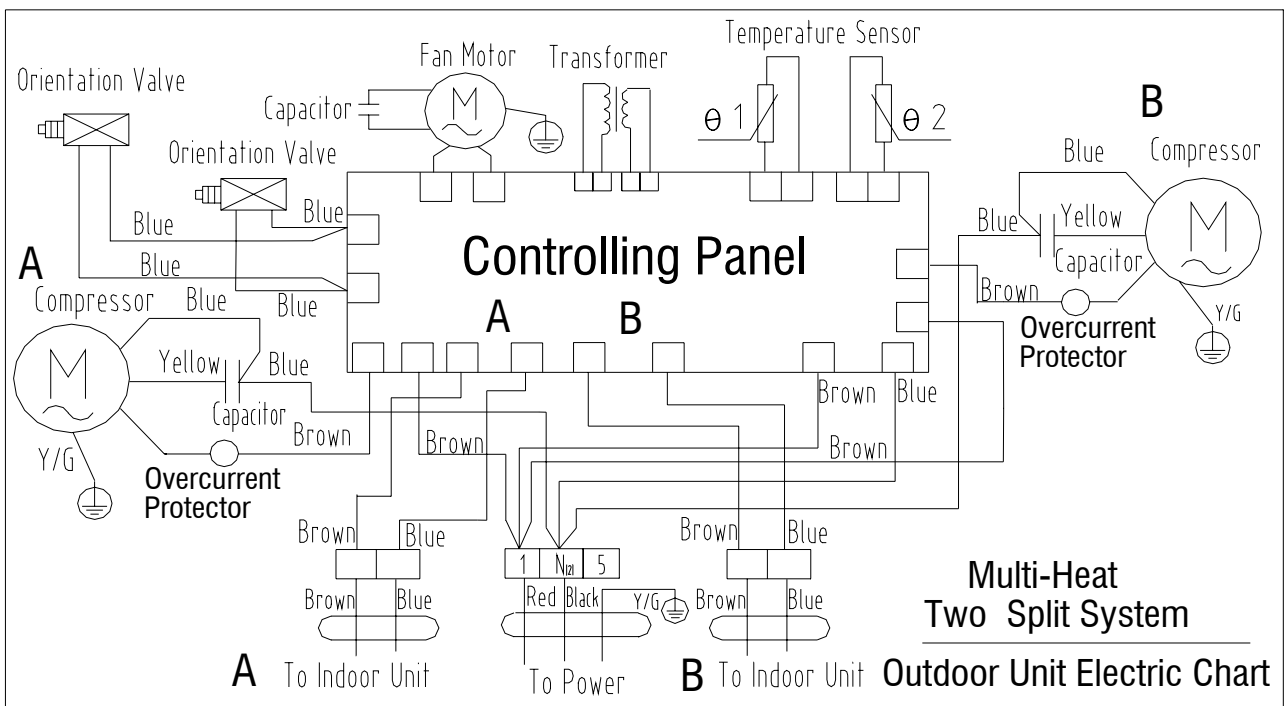 Temperature Sensor
Fan Motor
Transformer
Orientation Valve
Capacitor
θ 1
θ 2
B
Blue
Compressor
Orientation Valve
Blue
Blue
Blue
Yellow
Controlling Panel
A
Blue
Capacitor
Compressor
Blue
Blue
Brown
A
B
Y/G
Overcurrent
Protector
Yellow
Blue
Capacitor
Brown
Blue
Brown
Brown
Brown
Y/G
Overcurrent
Protector
Brown
Blue
Brown
Blue
1
N(2)
5
Multi-Heat
Two Split System
Brown
Blue
Red
Black
Y/G
Brown
Blue
A
To Indoor Unit
To Power
B
To Indoor Unit
Outdoor Unit Electric Chart
M
M
M